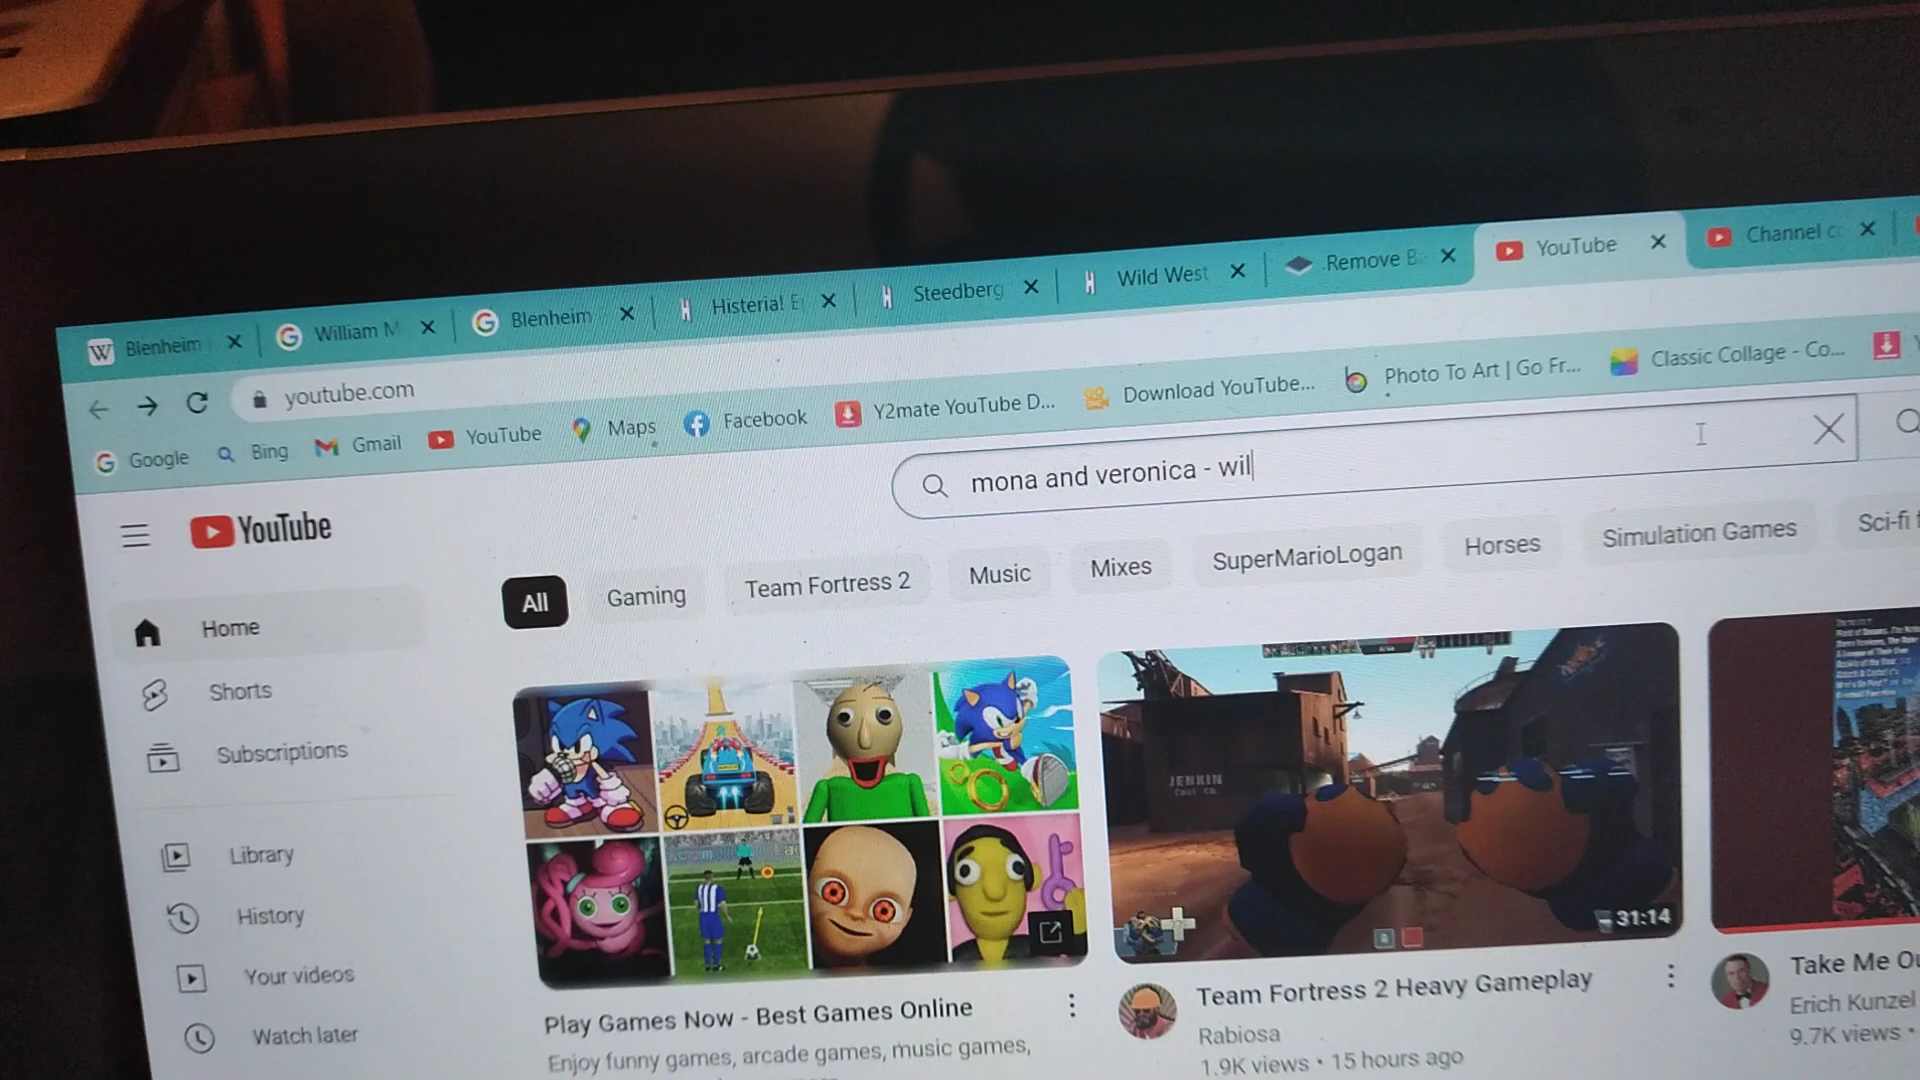 Blenheim
William M
Blenheim
Histeria! E
Steedberg
Wild West
.Remove B
YouTube
Channel c
youtube.com
Google
Bing
Gmail
YouTube
Maps
Facebook
Y2mate YouTube D...
Download YouTube...
Photo To Art | Go Fr...
Classic Collage - Co...
YouTube
mona and veronica - wil
All
Gaming
Team Fortress 2
Music
Mixes
SuperMarioLogan
Horses
Simulation Games
Sci-fi
Home
Shorts
Subscriptions
Library
History
Your videos
Watch later
JENKIN
Coal Co.
31:14
Play Games Now - Best Games Online
Enjoy funny games, arcade games, music games,
Team Fortress 2 Heavy Gameplay
Rabiosa
1.9K views • 15 hours ago
Take Me Ou
Erich Kunzel
9.7K views •